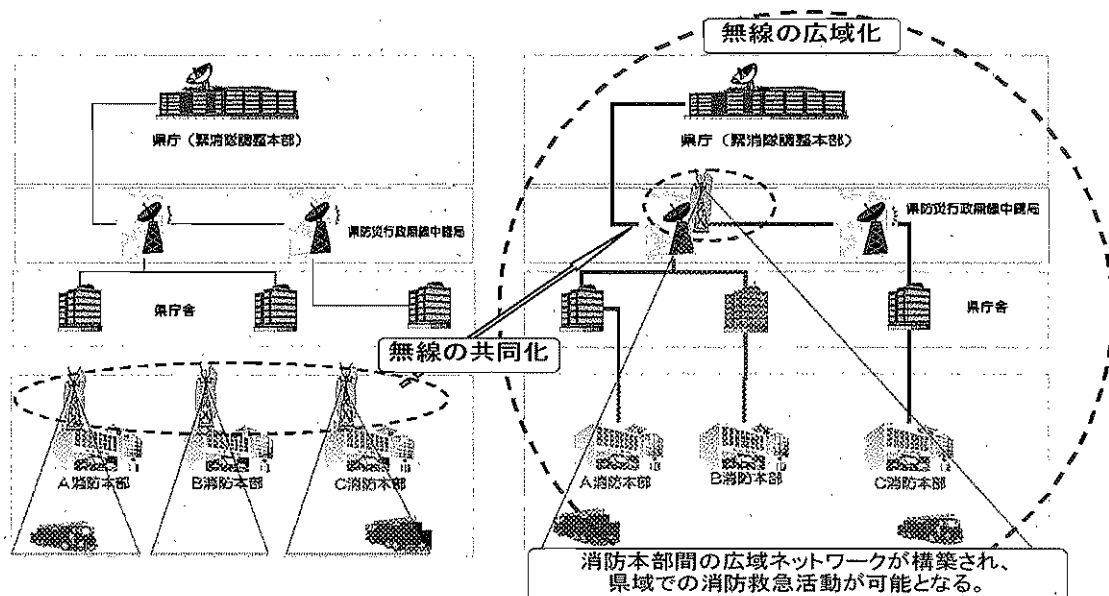 無線の広域化
県庁(緊消隊調整本部)
県防災行政無線中継局
県庁舎
無線の共同化
A消防本部
B消防本部
C消防本部
県庁(緊消隊調整本部)
県防災行政無線中継局
県庁舎
A消防本部
B消防本部
C消防本部
消防本部間の広域ネットワークが構築され、
県域での消防救急活動が可能となる。